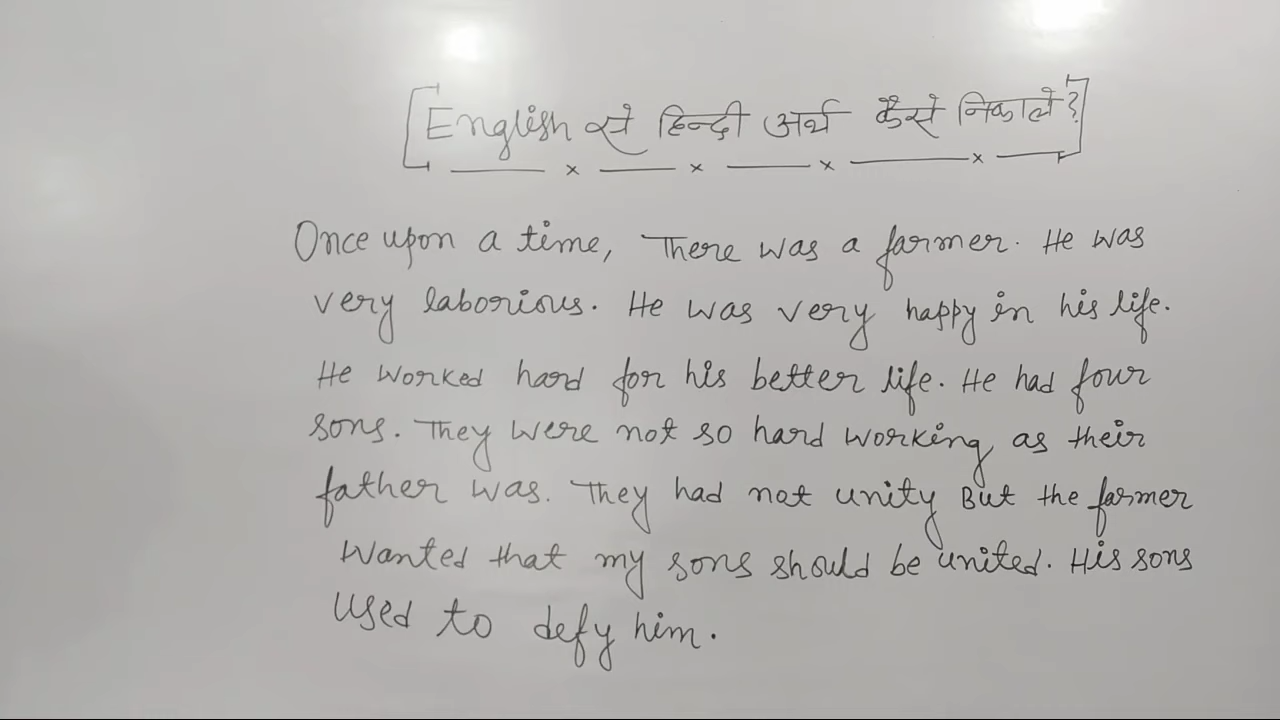 [English से हिन्दी अर्थ कैसे निकाले?]
Once upon a time, There was a farmer. He was
very laborious. He was very happy in his life.
He worked hard for his better life. He had four
sons. They were not so hard working as their
father was. They had not unity But the farmer
wanted that my sons should be united. His sons
used to defy him.